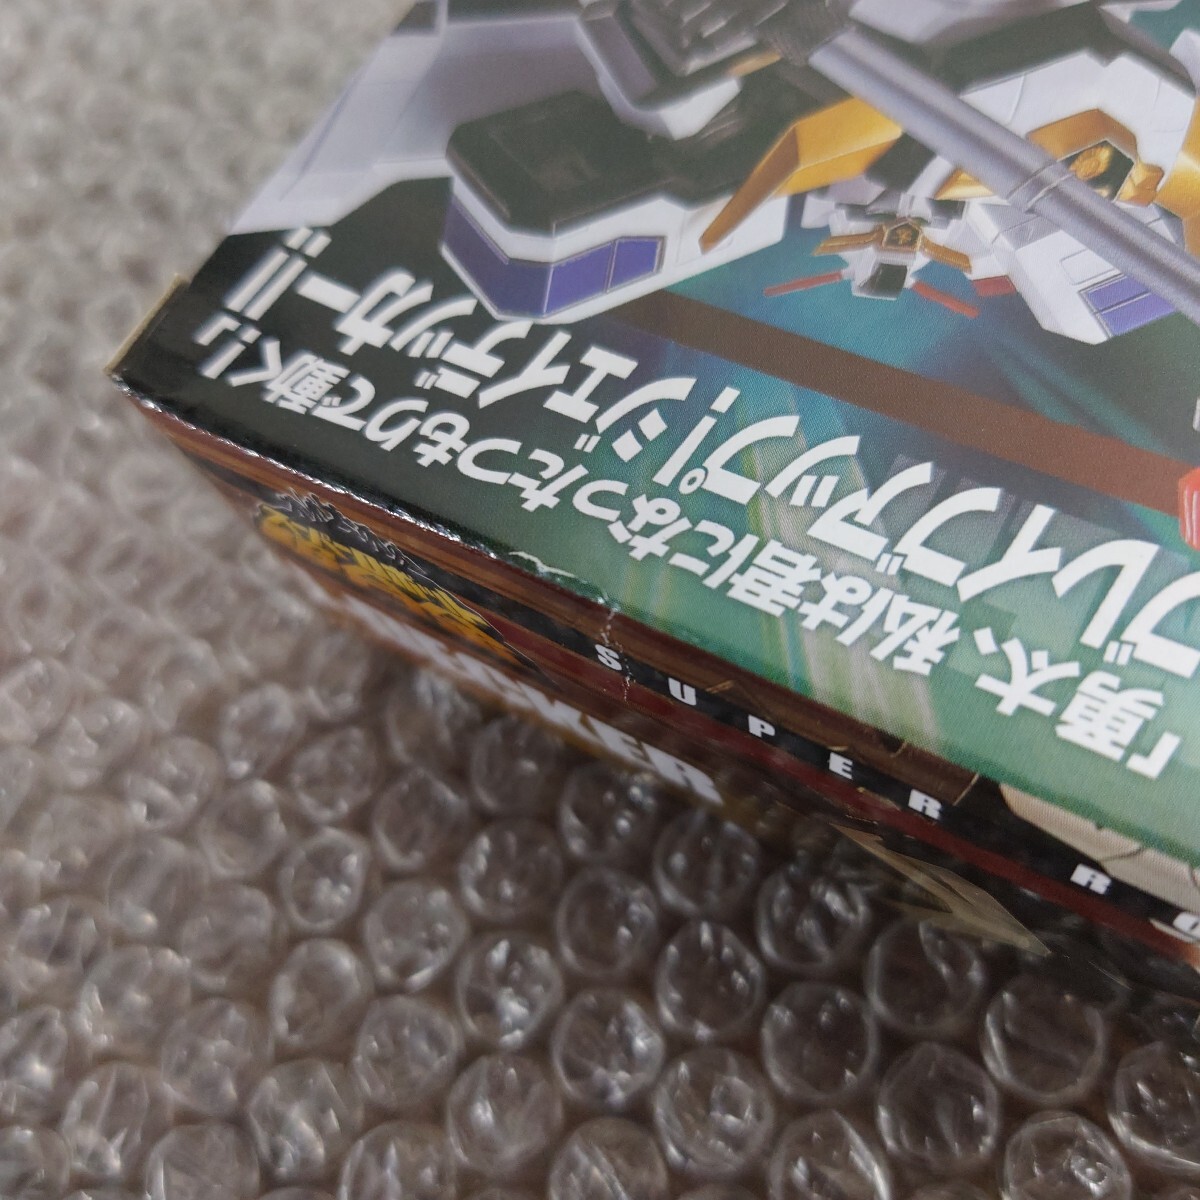 「勇太、私は君になったつもりで動く!」
ブレイブアップ!ジェイデッカー!!
SUPER RO